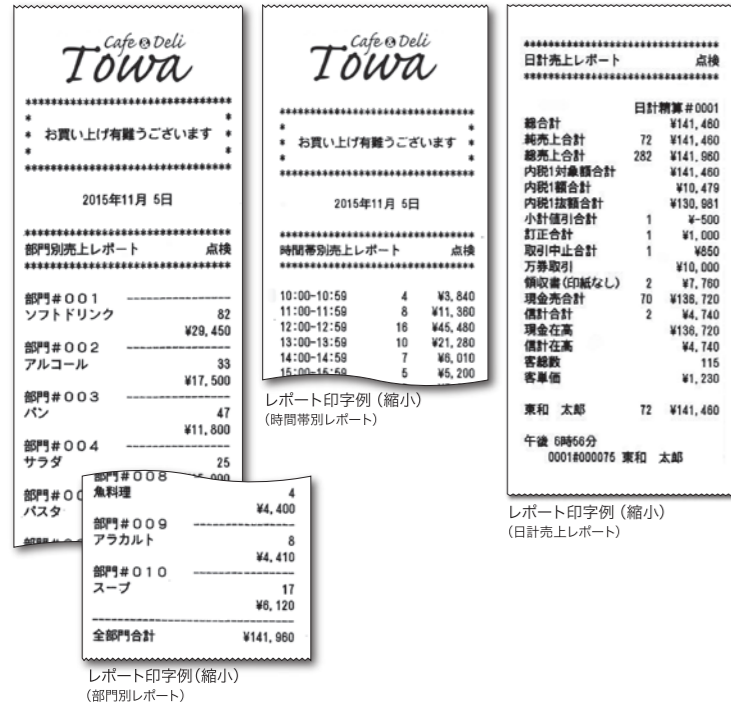 Cafe & Deli
Towa
********************************
* お買い上げ有難うございます *
********************************
2015年11月 5日
********************************
部門別売上レポート 点検
********************************
部門#001 ---------------
ソフトドリンク 82
¥29,450
部門#002 ---------------
アルコール 33
¥17,500
部門#003 ---------------
パン 47
¥11,800
部門#004 ---------------
サラダ 25
パスタ
部門#008
魚料理 4
¥4,400
部門#009 ---------------
アラカルト 8
¥4,410
部門#010 ---------------
スープ 17
¥6,120
全部門合計 ¥141,960
レポート印字例(縮小)
(部門別レポート)
Cafe & Deli
Towa
********************************
* お買い上げ有難うございます *
********************************
2015年11月 5日
********************************
時間帯別売上レポート 点検
********************************
10:00-10:59 4 ¥3,840
11:00-11:59 8 ¥11,360
12:00-12:59 16 ¥45,480
13:00-13:59 10 ¥21,280
14:00-14:59 7 ¥6,010
15:00-15:59 5 ¥5,200
レポート印字例(縮小)
(時間帯別レポート)
********************************
日計売上レポート 点検
********************************
日計精算#0001
総合計 ¥141,460
純売上合計 72 ¥141,460
総売上合計 282 ¥141,960
内税1対象額合計 ¥141,460
内税1額合計 ¥10,479
内税1抜額合計 ¥130,981
小計値引合計 1 ¥-500
訂正合計 1 ¥1,000
取引中止合計 1 ¥850
万券取引 ¥10,000
領収書(印紙なし) 2 ¥7,760
現金売合計 70 ¥136,720
信計合計 2 ¥4,740
現金在高 ¥136,720
信計在高 ¥4,740
客総数 115
客単価 ¥1,230
東和 太郎 72 ¥141,460
午後 6時56分
0001#000075 東和 太郎
レポート印字例(縮小)
(日計売上レポート)